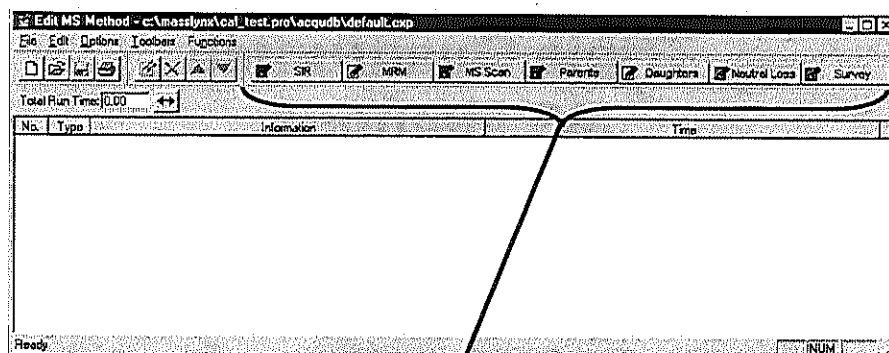 Edit MS Method - c:\masslynx\cal_test.pro\acqudb\default.exp
File Edit Options Toolbars Functions
SIR MRM MS Scan Parents Daughters Neutral Loss Survey
Total Run Time: 0.00
No. Type Information Time
Ready NUM